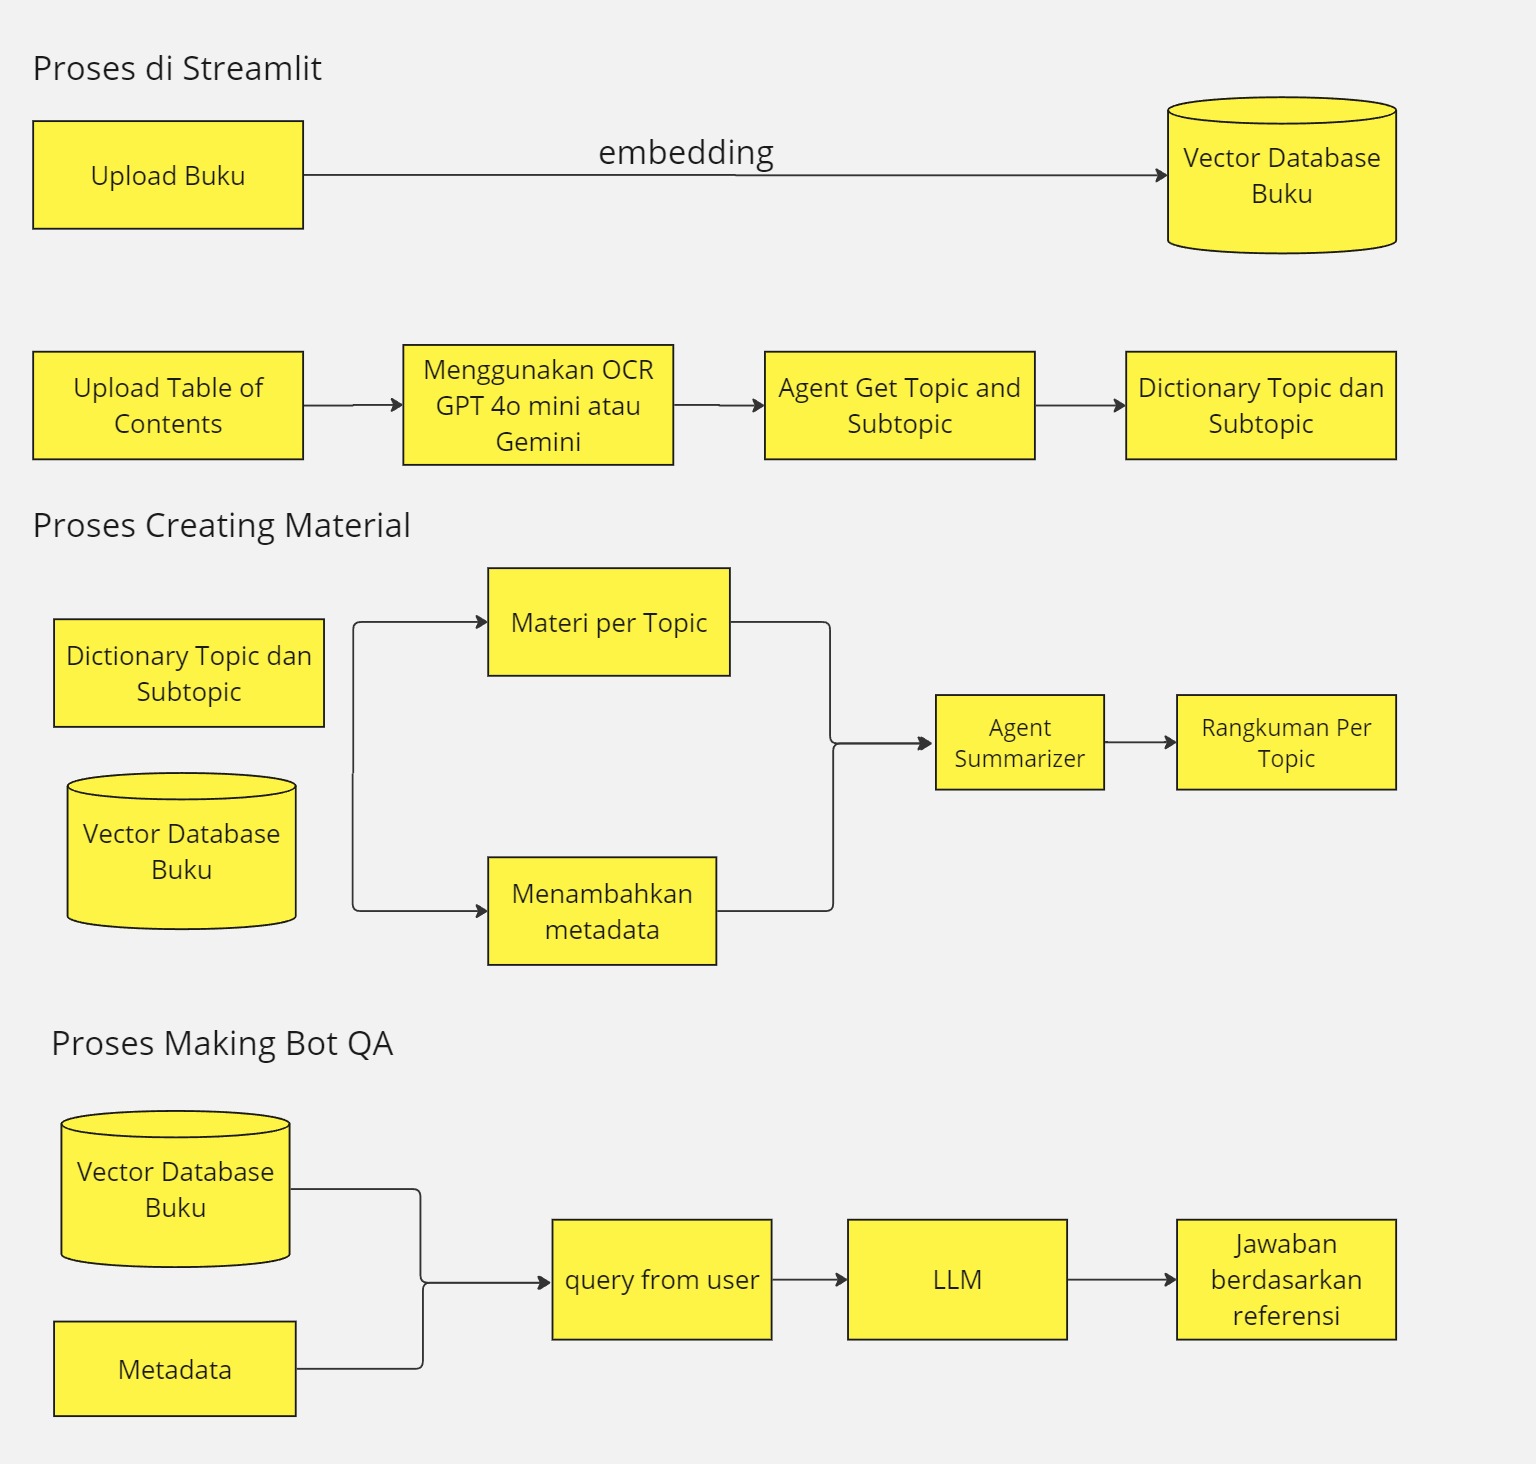 Proses di Streamlit
Upload Buku
embedding
Vector Database
Buku
Upload Table of
Contents
Menggunakan OCR
GPT 4o mini atau
Gemini
Agent Get Topic and
Subtopic
Dictionary Topic dan
Subtopic
Proses Creating Material
Dictionary Topic dan
Subtopic
Vector Database
Buku
Materi per Topic
Menambahkan
metadata
Agent
Summarizer
Rangkuman Per
Topic
Proses Making Bot QA
Vector Database
Buku
Metadata
query from user
LLM
Jawaban
berdasarkan
referensi